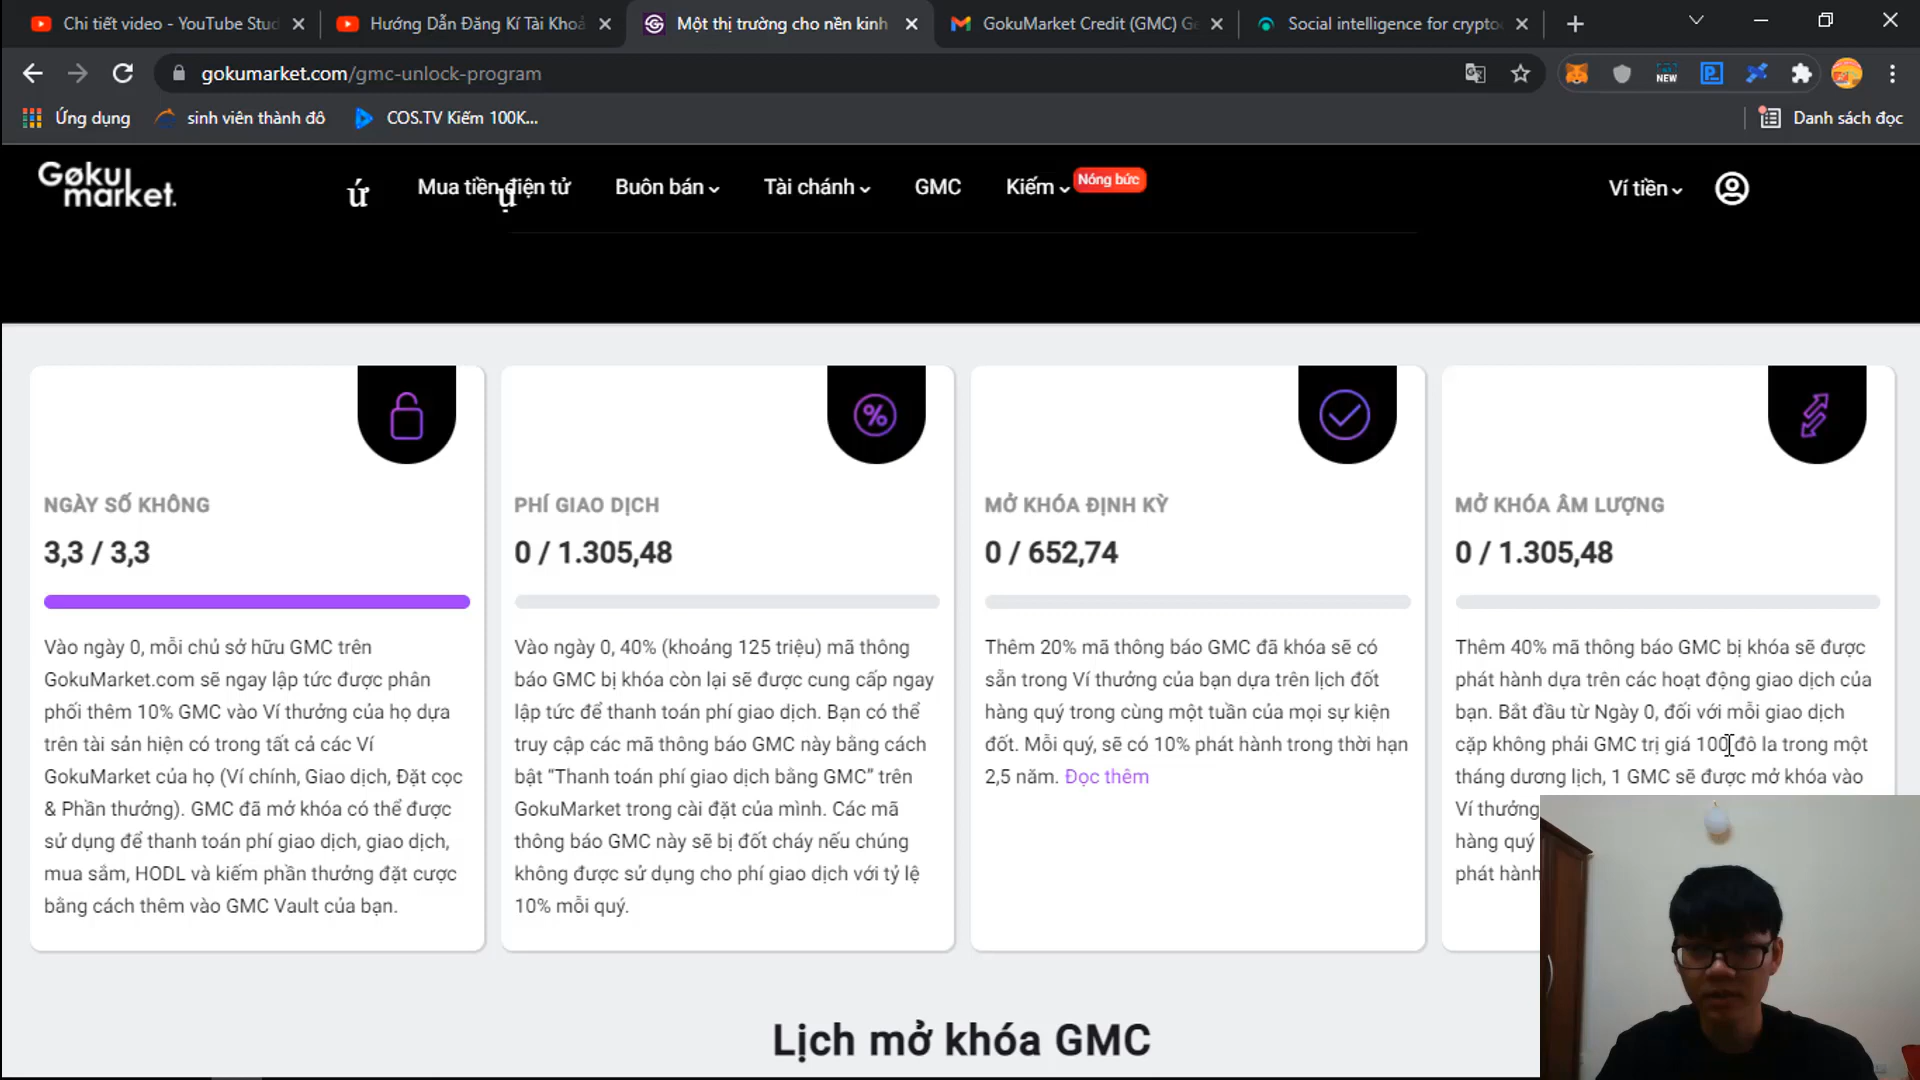 Chi tiết video - YouTube Stud
Hướng Dẫn Đăng Kí Tài Khoả
Một thị trường cho nền kinh
GokuMarket Credit (GMC) Ge
Social intelligence for crypto
gokumarket.com/gmc-unlock-program
NEW
Ứng dụng
sinh viên thành đô
COS.TV Kiếm 100K...
Danh sách đọc
Gøku
market.
ứ
Mua tiền điện tử
ụ
Buôn bán
Tài chánh
GMC
Kiếm
Nóng bức
Ví tiền
NGÀY SỐ KHÔNG
3,3 / 3,3
Vào ngày 0, mỗi chủ sở hữu GMC trên
GokuMarket.com sẽ ngay lập tức được phân
phối thêm 10% GMC vào Ví thưởng của họ dựa
trên tài sản hiện có trong tất cả các Ví
GokuMarket của họ (Ví chính, Giao dịch, Đặt cọc
& Phần thưởng). GMC đã mở khóa có thể được
sử dụng để thanh toán phí giao dịch, giao dịch,
mua sắm, HODL và kiếm phần thưởng đặt cược
bằng cách thêm vào GMC Vault của bạn.
%
PHÍ GIAO DỊCH
0 / 1.305,48
Vào ngày 0, 40% (khoảng 125 triệu) mã thông
báo GMC bị khóa còn lại sẽ được cung cấp ngay
lập tức để thanh toán phí giao dịch. Bạn có thể
truy cập các mã thông báo GMC này bằng cách
bật “Thanh toán phí giao dịch bằng GMC” trên
GokuMarket trong cài đặt của mình. Các mã
thông báo GMC này sẽ bị đốt cháy nếu chúng
không được sử dụng cho phí giao dịch với tỷ lệ
10% mỗi quý.
MỞ KHÓA ĐỊNH KỲ
0 / 652,74
Thêm 20% mã thông báo GMC đã khóa sẽ có
sẵn trong Ví thưởng của bạn dựa trên lịch đốt
hàng quý trong cùng một tuần của mọi sự kiện
đốt. Mỗi quý, sẽ có 10% phát hành trong thời hạn
2,5 năm. Đọc thêm
MỞ KHÓA ÂM LƯỢNG
0 / 1.305,48
Thêm 40% mã thông báo GMC bị khóa sẽ được
phát hành dựa trên các hoạt động giao dịch của
bạn. Bắt đầu từ Ngày 0, đối với mỗi giao dịch
cặp không phải GMC trị giá 100 đô la trong một
tháng dương lịch, 1 GMC sẽ được mở khóa vào
Ví thưởng
hàng quý
phát hành
Lịch mở khóa GMC